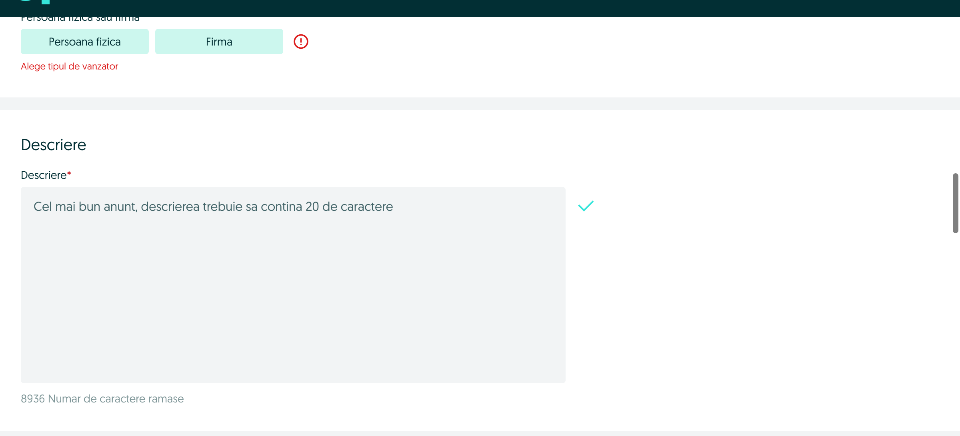 Persoana fizica sau firma
Persoana fizica
Firma
Alege tipul de vanzator
Descriere
Descriere*
Cel mai bun anunt, descrierea trebuie sa contina 20 de caractere
8936 Numar de caractere ramase